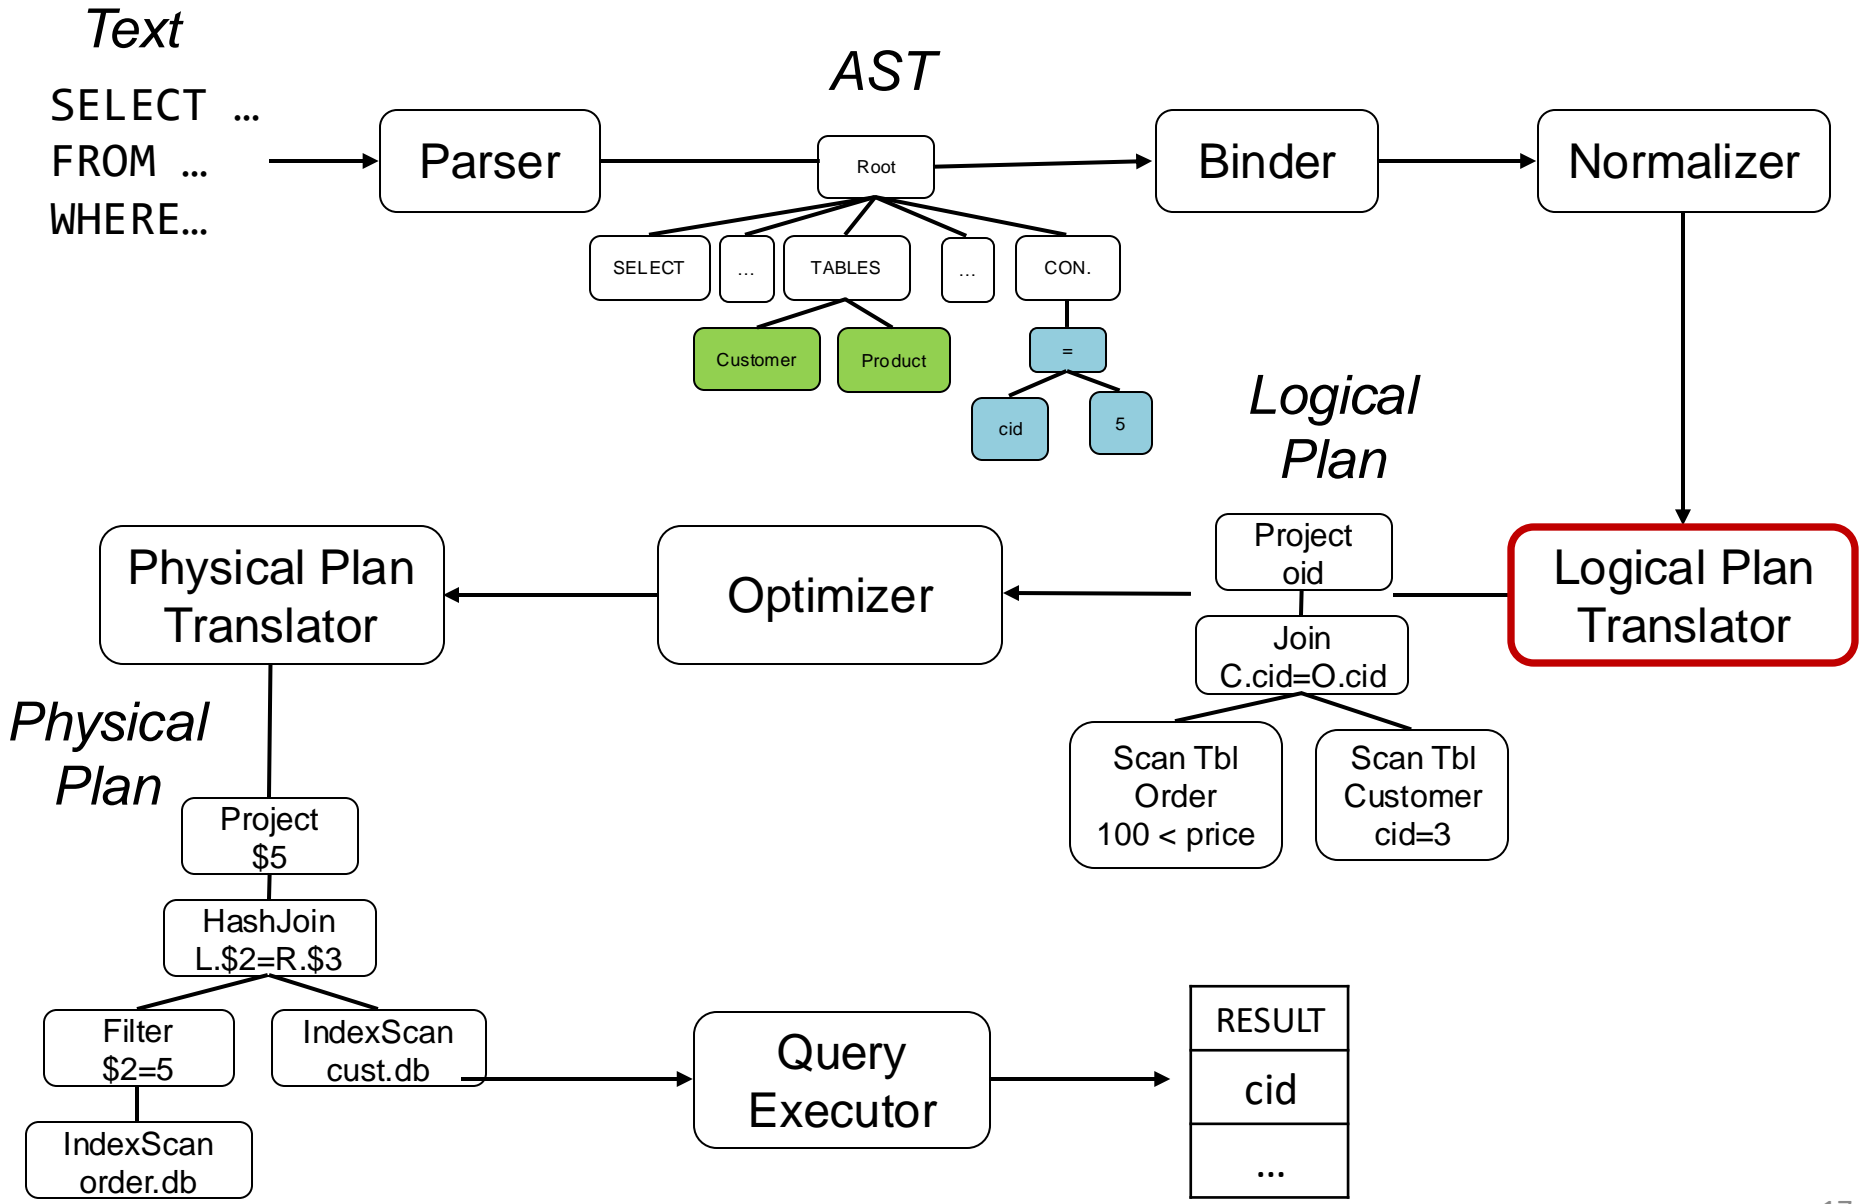 Text
SELECT …
FROM …
WHERE…
AST
Parser
Root
Binder
Normalizer
SELECT
...
TABLES
...
CON.
Customer
Product
=
cid
5
Logical
Plan
Physical Plan
Translator
Optimizer
Project
oid
Join
C.cid=O.cid
Scan Tbl
Order
100 < price
Scan Tbl
Customer
cid=3
Logical Plan
Translator
Physical
Plan
Project
$5
HashJoin
L.$2=R.$3
Filter
$2=5
IndexScan
cust.db
IndexScan
order.db
Query
Executor
RESULT
cid
...